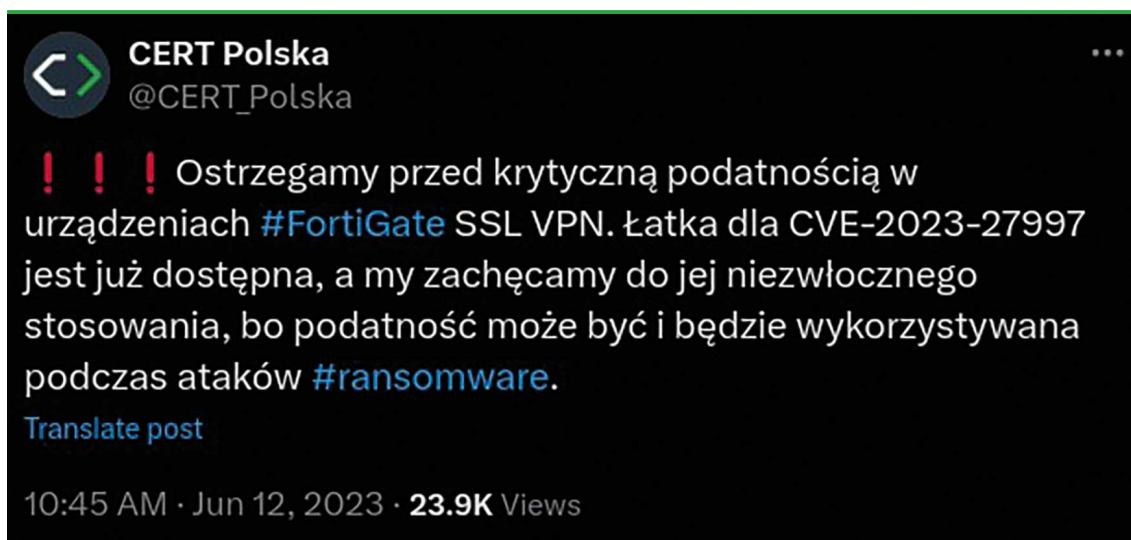 CERT Polska
@CERT_Polska
❗❗❗Ostrzegamy przed krytyczną podatnością w
urządzeniach #FortiGate SSL VPN. Łatka dla CVE-2023-27997
jest już dostępna, a my zachęcamy do jej niezwłocznego
stosowania, bo podatność może być i będzie wykorzystywana
podczas ataków #ransomware.
Translate post
10:45 AM · Jun 12, 2023 · 23.9K Views